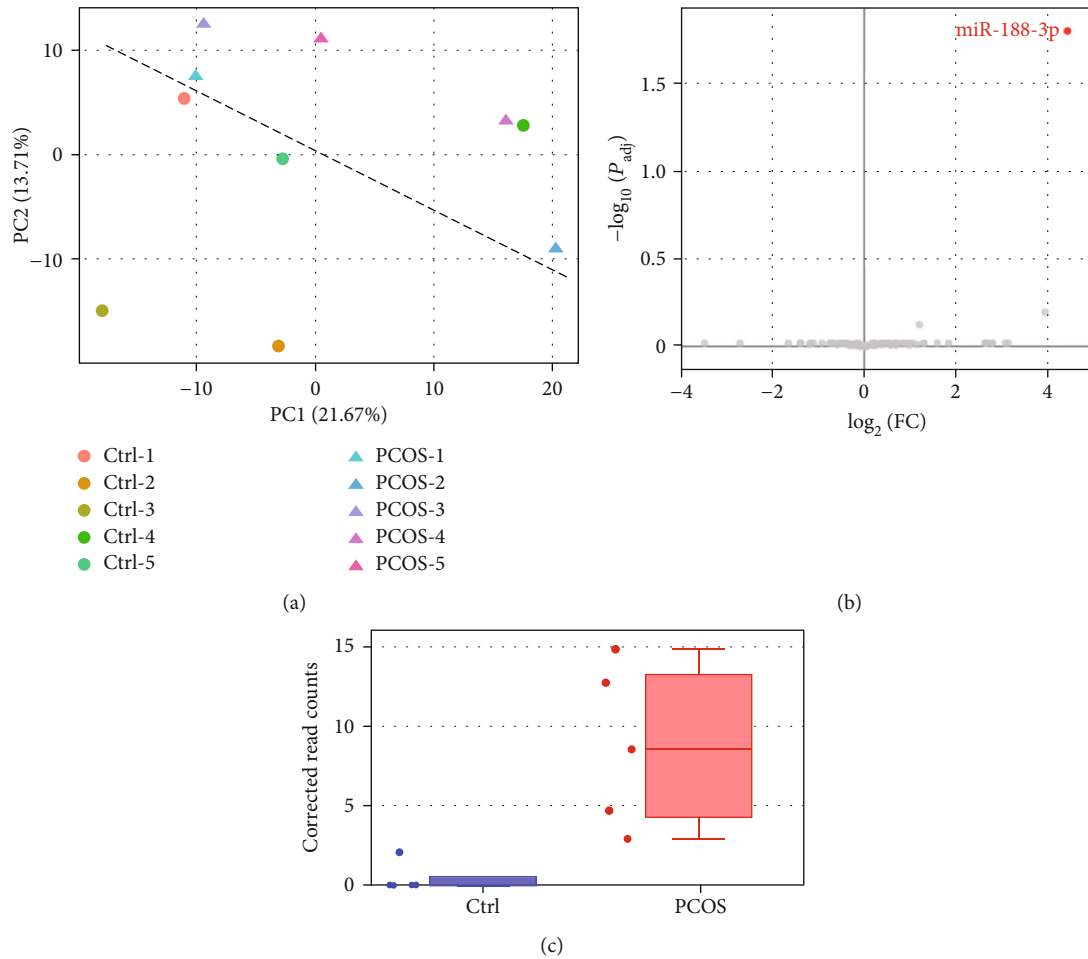 10
0
−10
PC2 (13.71%)
−10 0 10 20
PC1 (21.67%)
Ctrl-1
Ctrl-2
Ctrl-3
Ctrl-4
Ctrl-5
PCOS-1
PCOS-2
PCOS-3
PCOS-4
PCOS-5
(a)
miR-188-3p
1.5
1.0
0.5
0
−log10 (Padj)
−4 −2 0 2 4
log2 (FC)
(b)
15
10
5
0
Corrected read counts
Ctrl PCOS
(c)